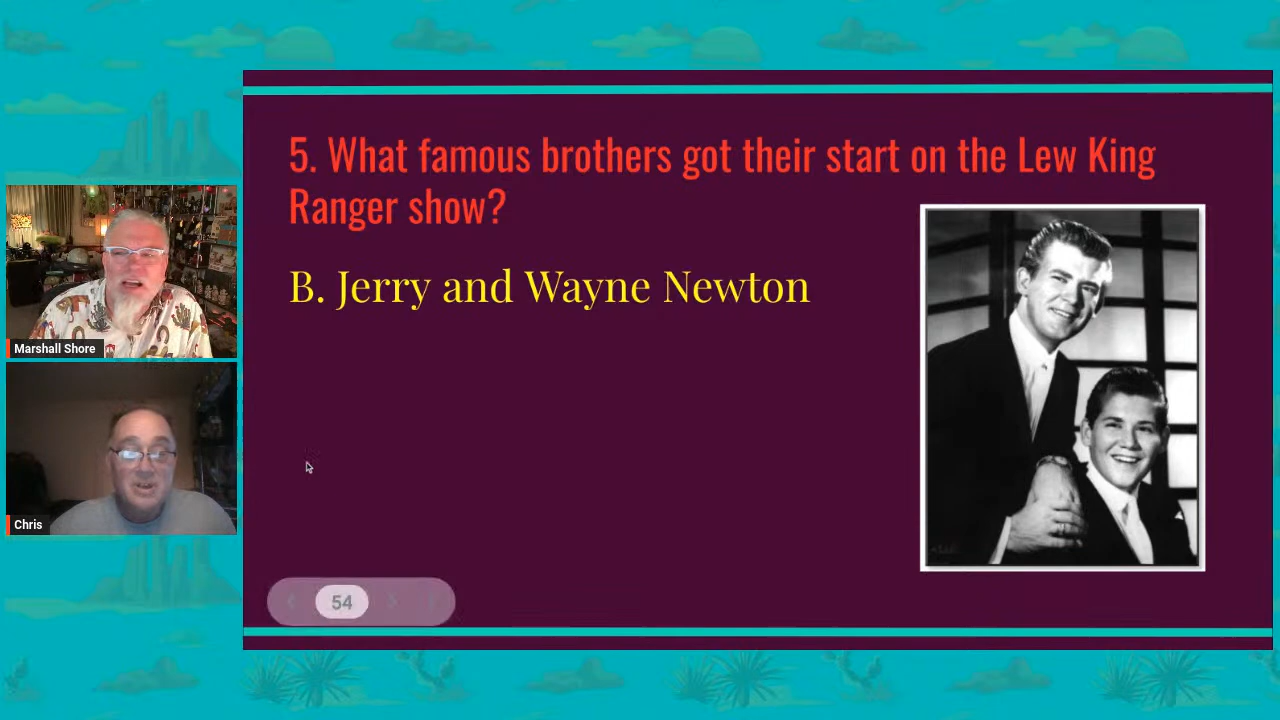 5. What famous brothers got their start on the Lew King
Ranger show?
B. Jerry and Wayne Newton
Marshall Shore
Chris
54